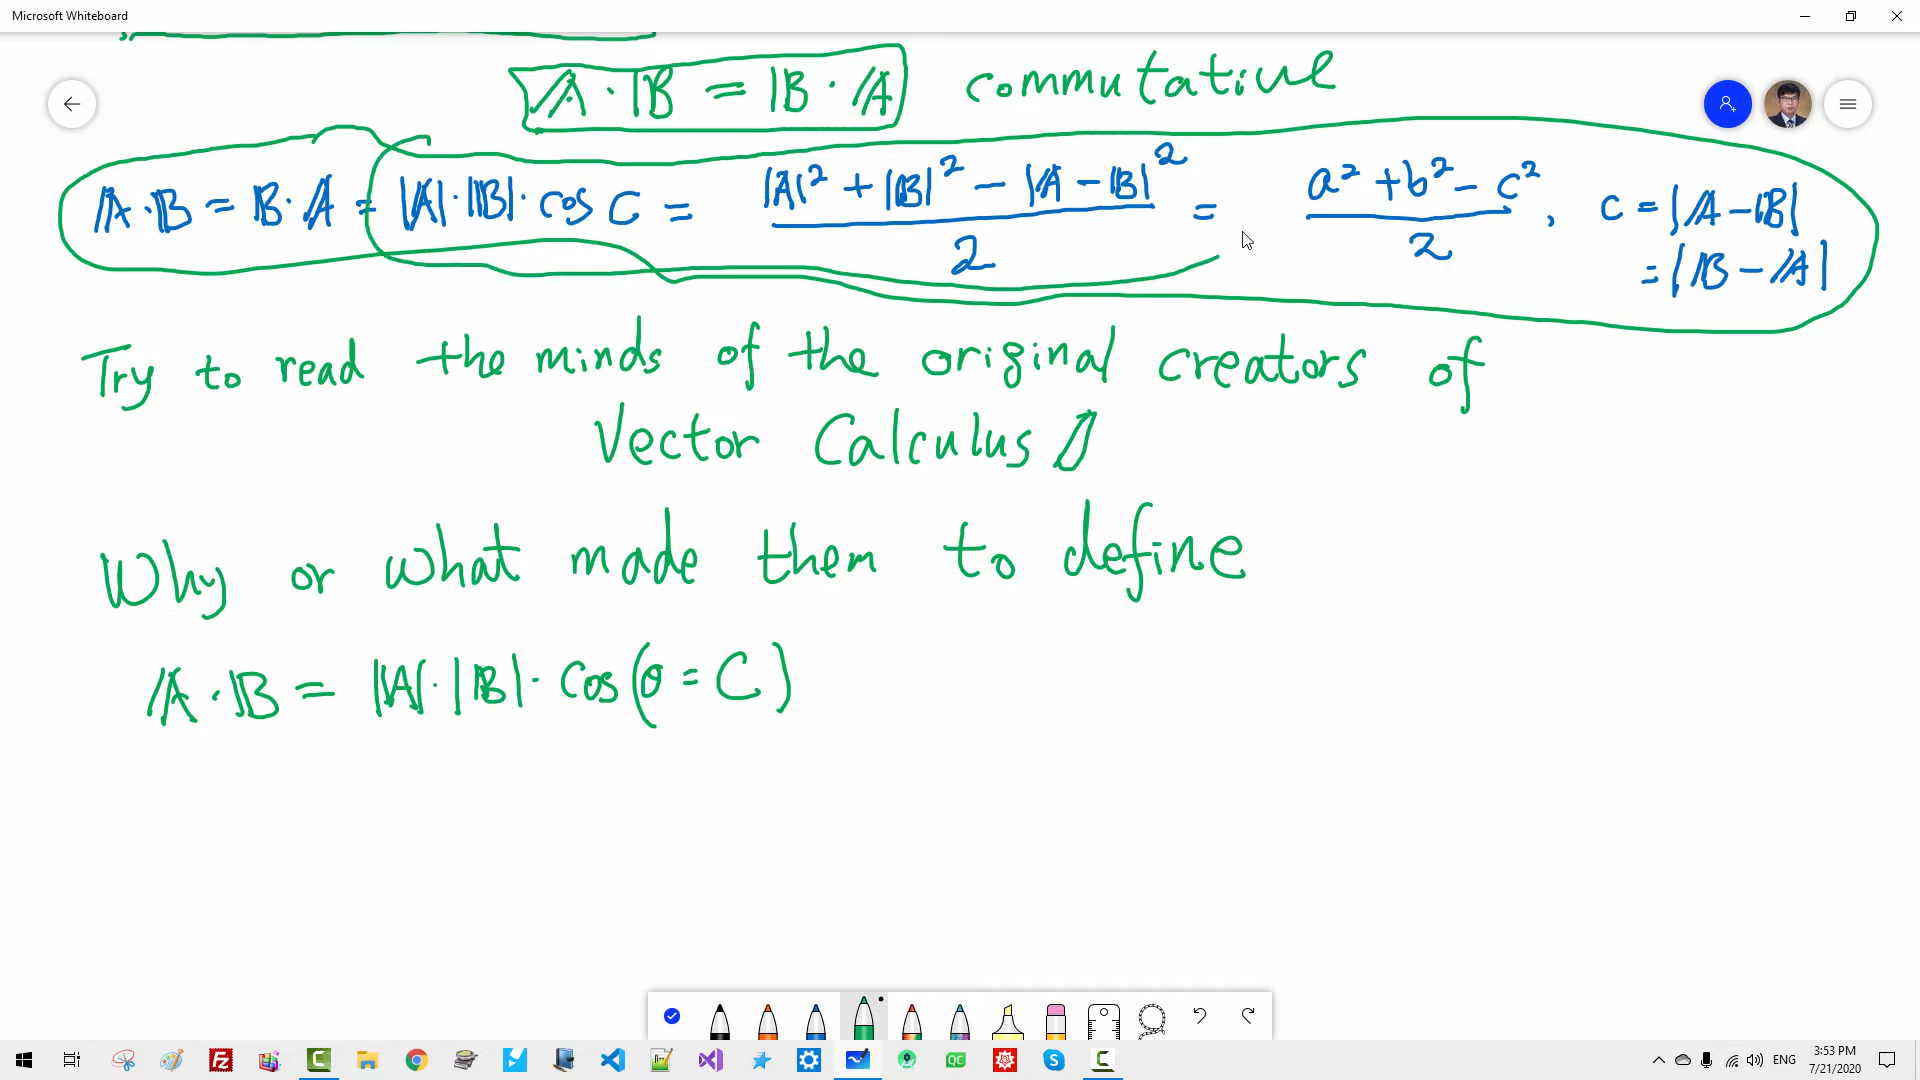 Microsoft Whiteboard
A · B = B · A commutative
A · B = B · A = |A| · |B| · cos C = (|A|² + |B|² − |A − B|²) / 2 = (a² + b² − c²) / 2 , c = |A − B|
= |B − A|
Try to read the minds of the original creators of
Vector Calculus
Why or what made them to define
A · B = |A| · |B| · cos(θ = C)
ENG
3:53 PM
7/21/2020